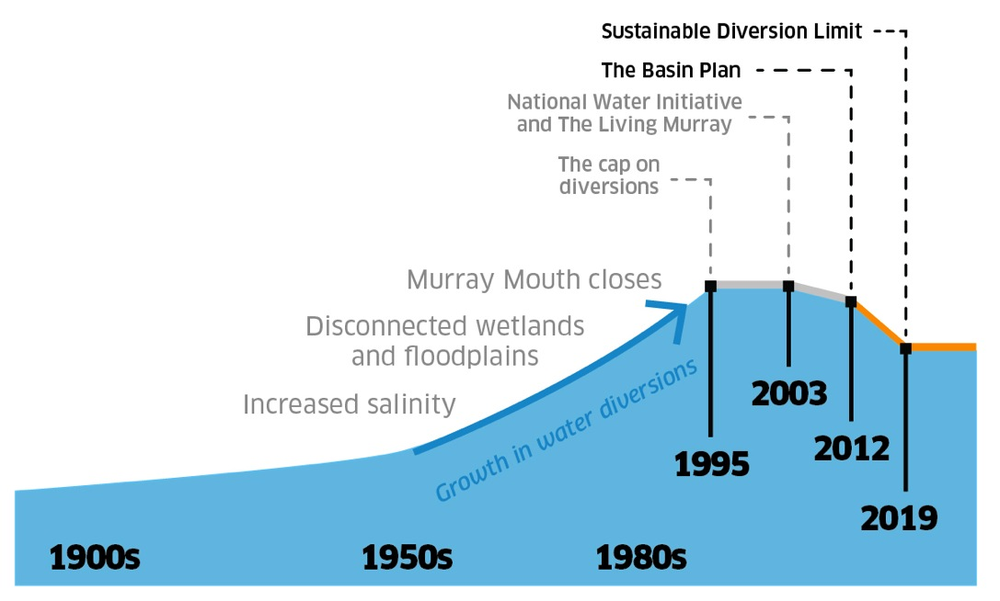 Sustainable Diversion Limit
The Basin Plan
National Water Initiative
and The Living Murray
The cap on
diversions
Murray Mouth closes
Disconnected wetlands
and floodplains
Increased salinity
Growth in water diversions
2003
2012
1995
2019
1900s
1950s
1980s